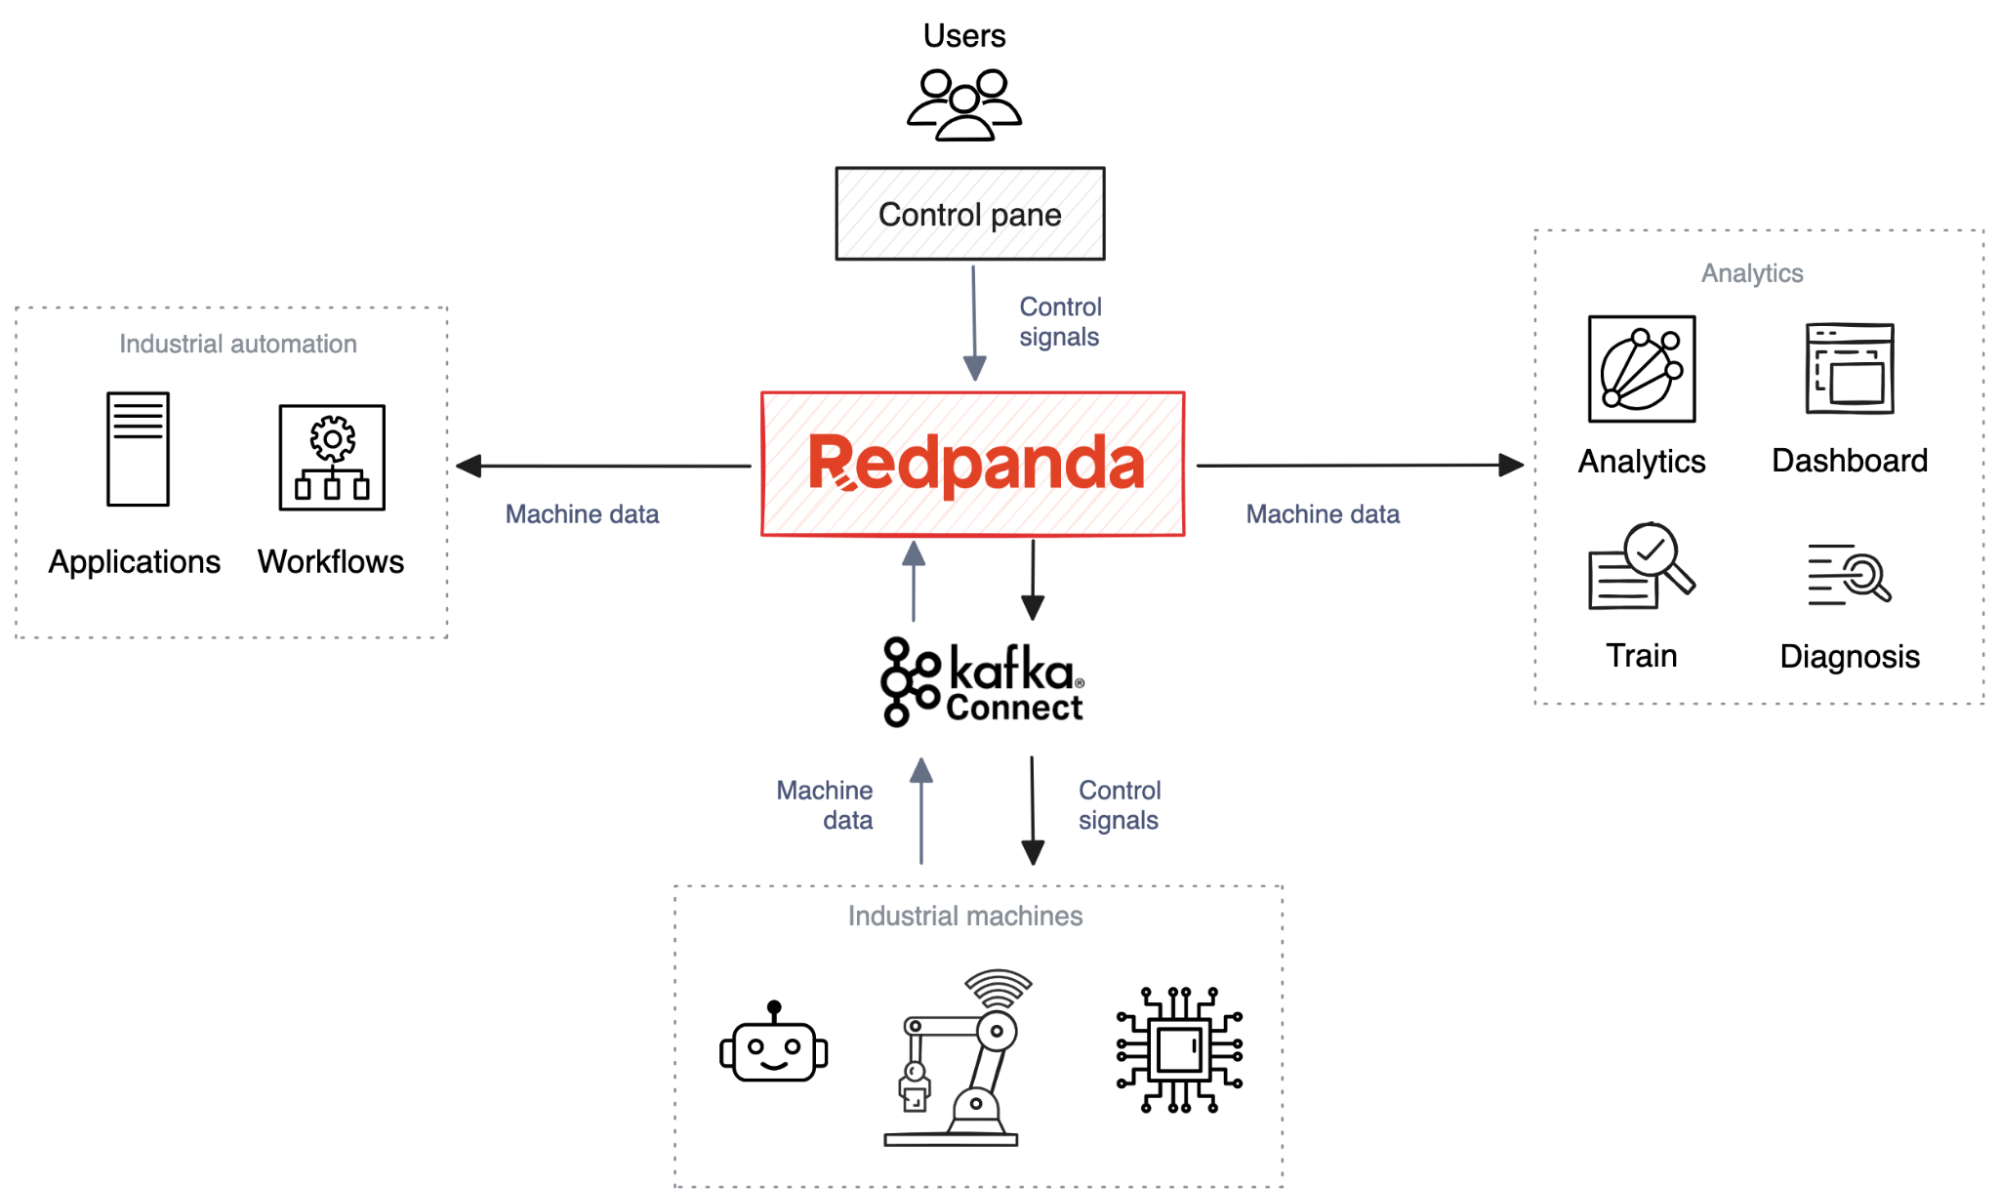 Users
Control pane
Control
signals
Industrial automation
Applications
Workflows
Machine data
Redpanda
Machine data
Analytics
Analytics
Dashboard
Train
Diagnosis
kafka®
Connect
Machine
data
Control
signals
Industrial machines